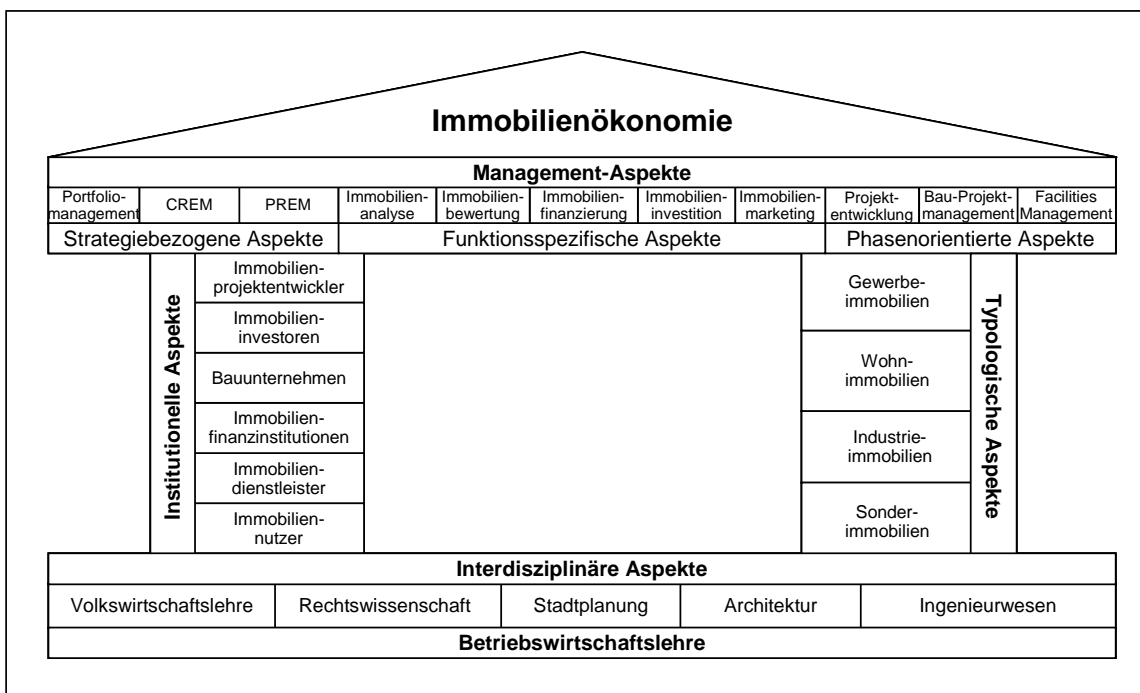 Immobilienökonomie
Management-Aspekte
Portfolio-
management
CREM
PREM
Immobilien-
analyse
Immobilien-
bewertung
Immobilien-
finanzierung
Immobilien-
investition
Immobilien-
marketing
Projekt-
entwicklung
Bau-Projekt-
management
Facilities
Management
Strategiebezogene Aspekte
Funktionsspezifische Aspekte
Phasenorientierte Aspekte
Institutionelle Aspekte
Immobilien-
projektentwickler
Immobilien-
investoren
Bauunternehmen
Immobilien-
finanzinstitutionen
Immobilien-
dienstleister
Immobilien-
nutzer
Gewerbe-
immobilien
Wohn-
immobilien
Industrie-
immobilien
Sonder-
immobilien
Typologische Aspekte
Interdisziplinäre Aspekte
Volkswirtschaftslehre
Rechtswissenschaft
Stadtplanung
Architektur
Ingenieurwesen
Betriebswirtschaftslehre